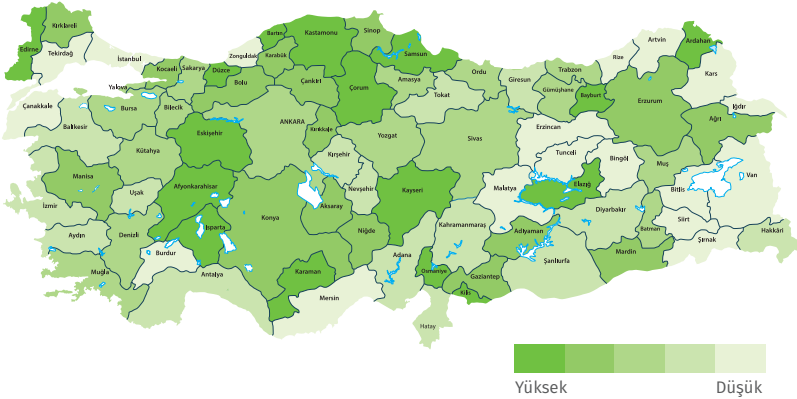 Kırklareli
Edirne
Tekirdağ
İstanbul
Kocaeli
Sakarya
Yalova
Düzce
Bolu
Zonguldak
Bartın
Karabük
Kastamonu
Sinop
Samsun
Çankırı
Çorum
Amasya
Tokat
Ordu
Giresun
Trabzon
Gümüşhane
Bayburt
Rize
Artvin
Ardahan
Kars
Iğdır
Ağrı
Erzurum
Erzincan
Tunceli
Bingöl
Muş
Bitlis
Van
Hakkâri
Şırnak
Siirt
Batman
Mardin
Diyarbakır
Elazığ
Malatya
Adıyaman
Şanlıurfa
Gaziantep
Kilis
Osmaniye
Hatay
Kahramanmaraş
Adana
Mersin
Karaman
Niğde
Kayseri
Sivas
Yozgat
Kırıkkale
Kırşehir
Nevşehir
Aksaray
ANKARA
Konya
Eskişehir
Bilecik
Bursa
Çanakkale
Balıkesir
Kütahya
Manisa
Uşak
Afyonkarahisar
İzmir
Aydın
Denizli
Isparta
Burdur
Muğla
Antalya
Yüksek
Düşük